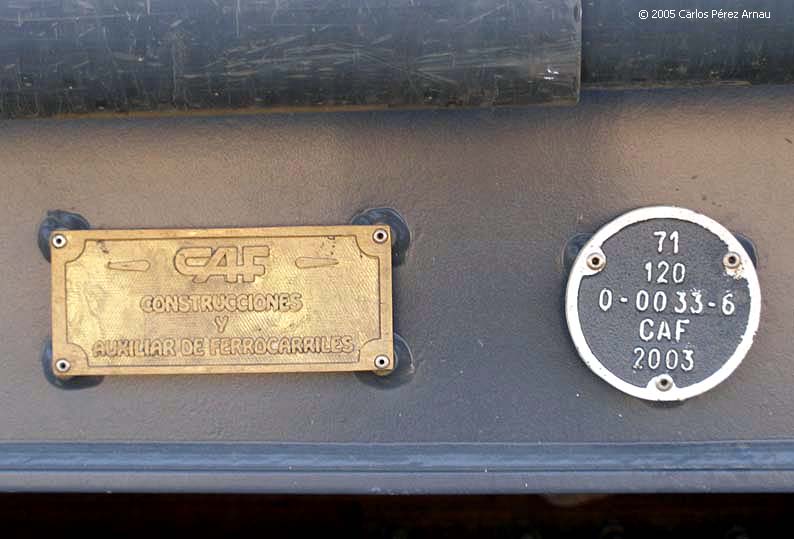 © 2005 Carlos Pérez Arnau
CAF
CONSTRUCCIONES
Y
AUXILIAR DE FERROCARRILES
71
120
0-0033-6
CAF
2003